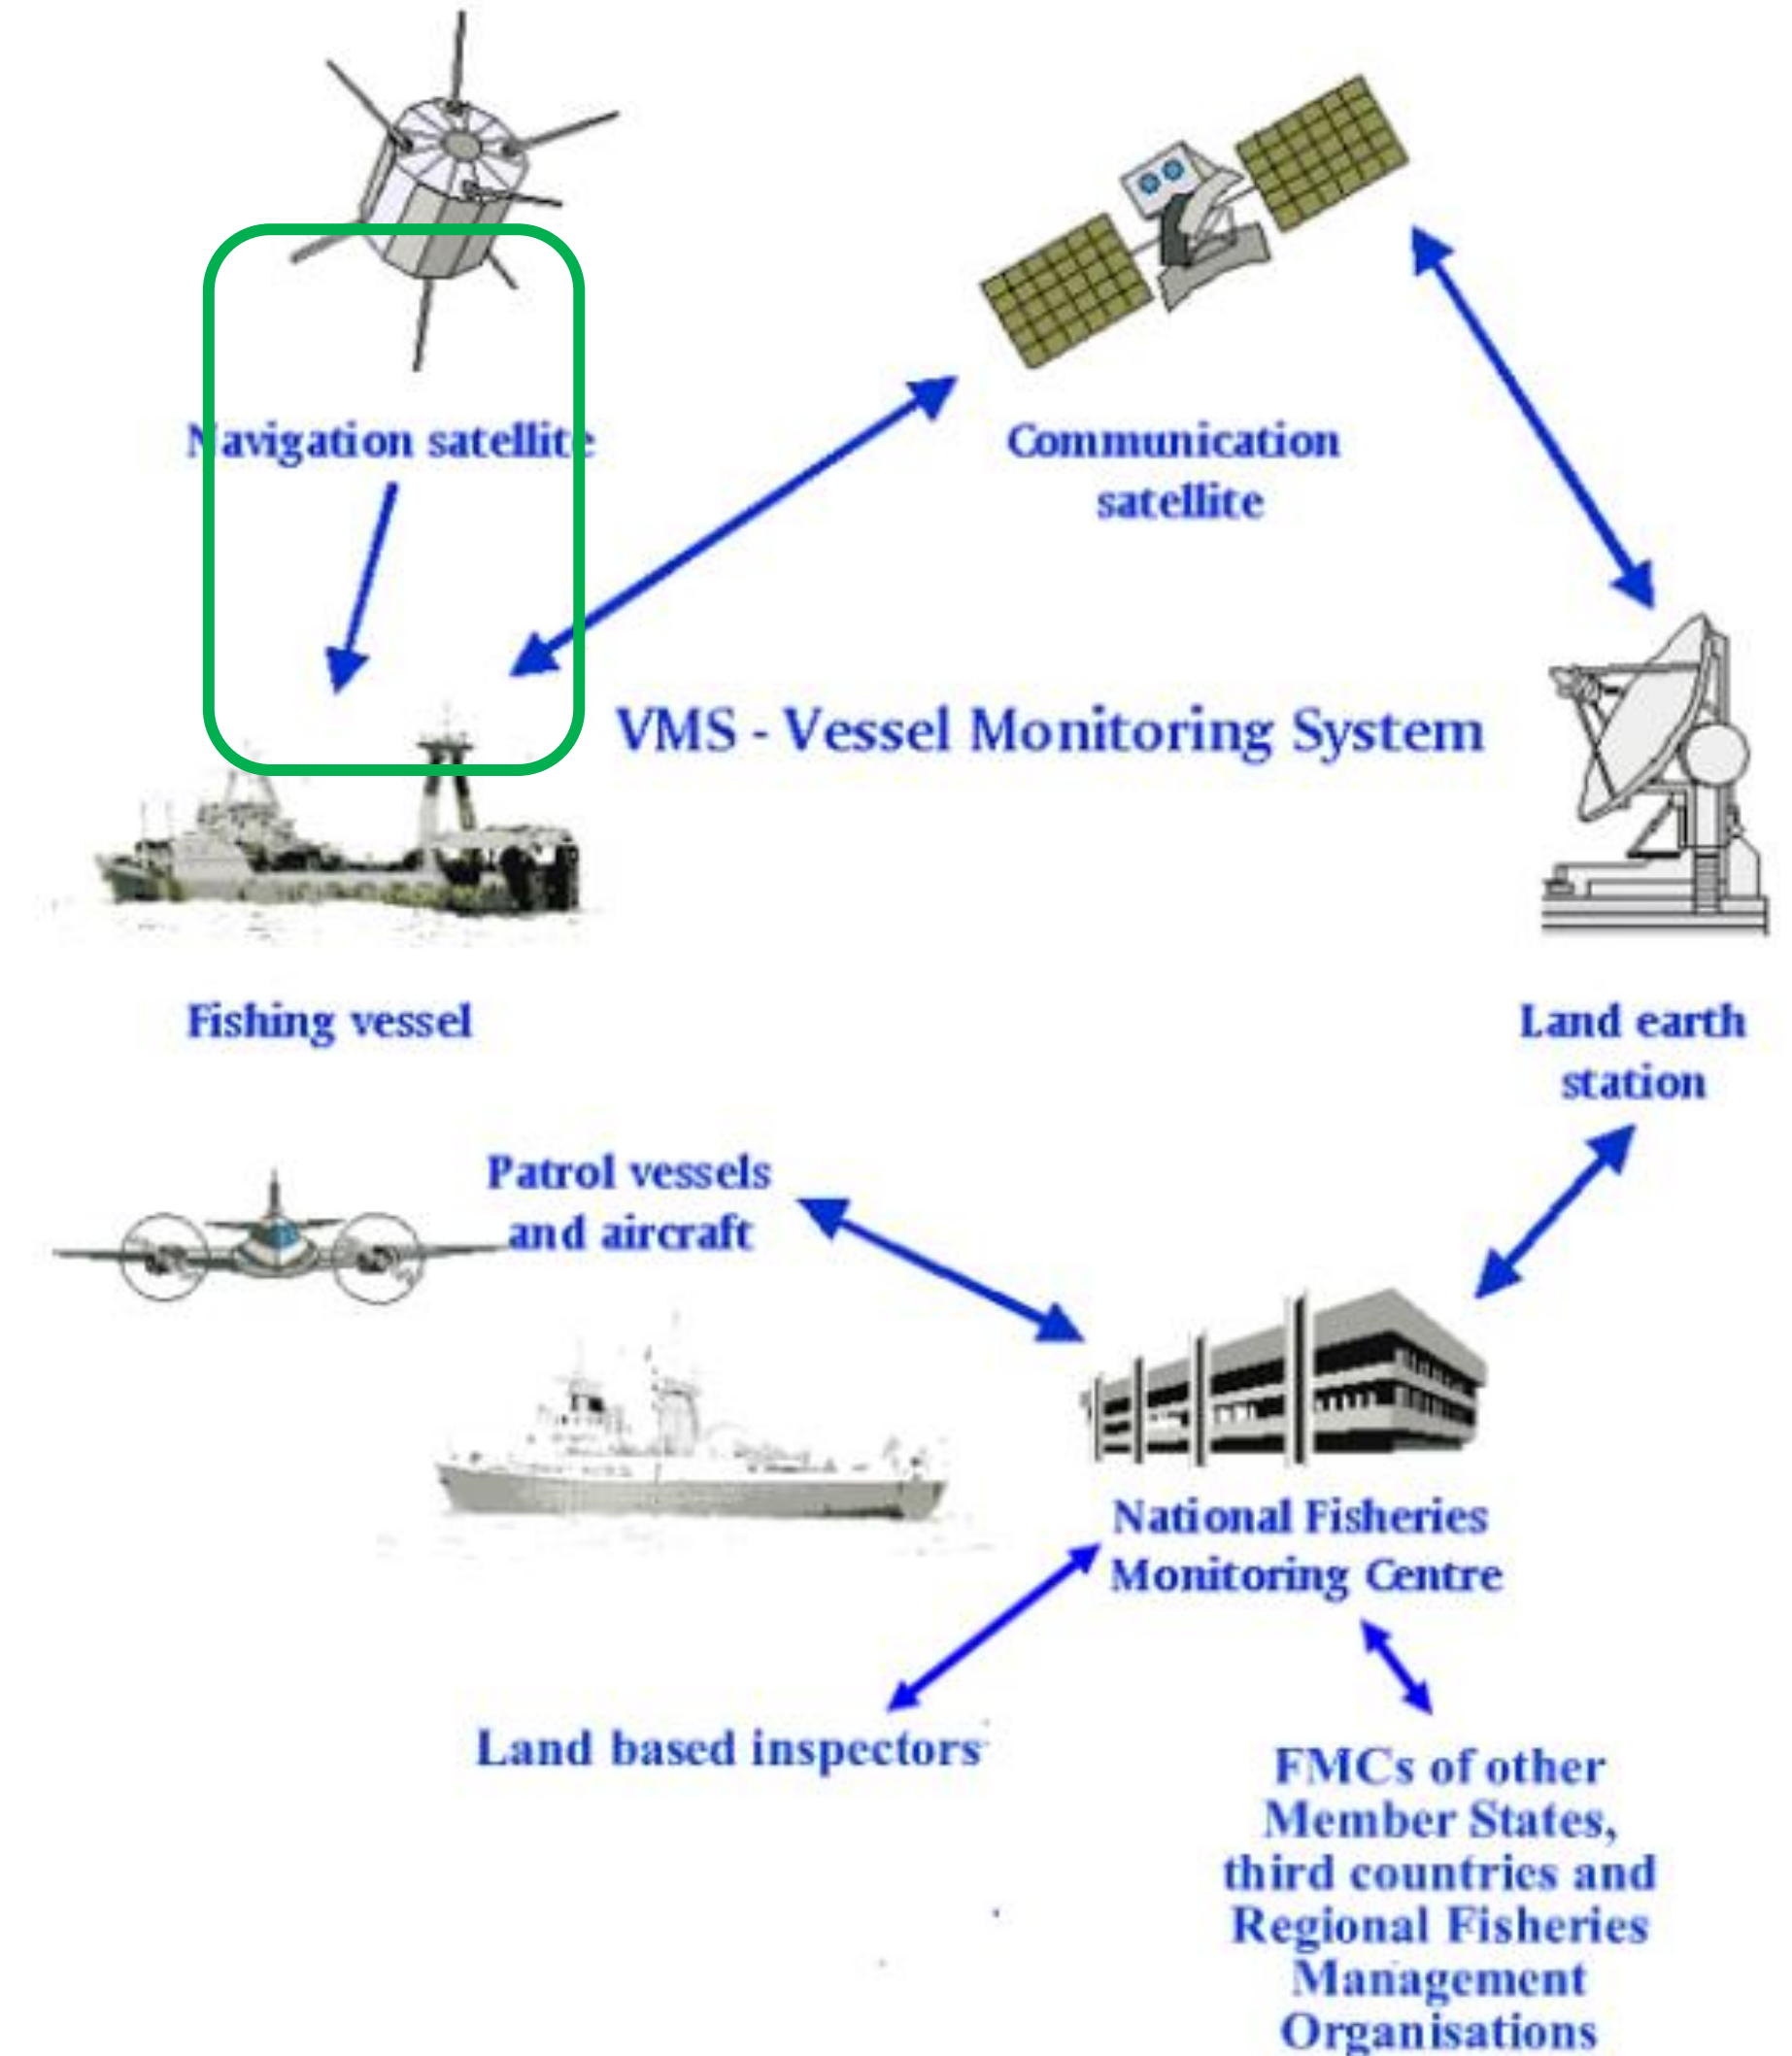 Navigation satellite
Communication
satellite
VMS - Vessel Monitoring System
Fishing vessel
Land earth
station
Patrol vessels
and aircraft
National Fisheries
Monitoring Centre
Land based inspectors
FMCs of other
Member States,
third countries and
Regional Fisheries
Management
Organisations